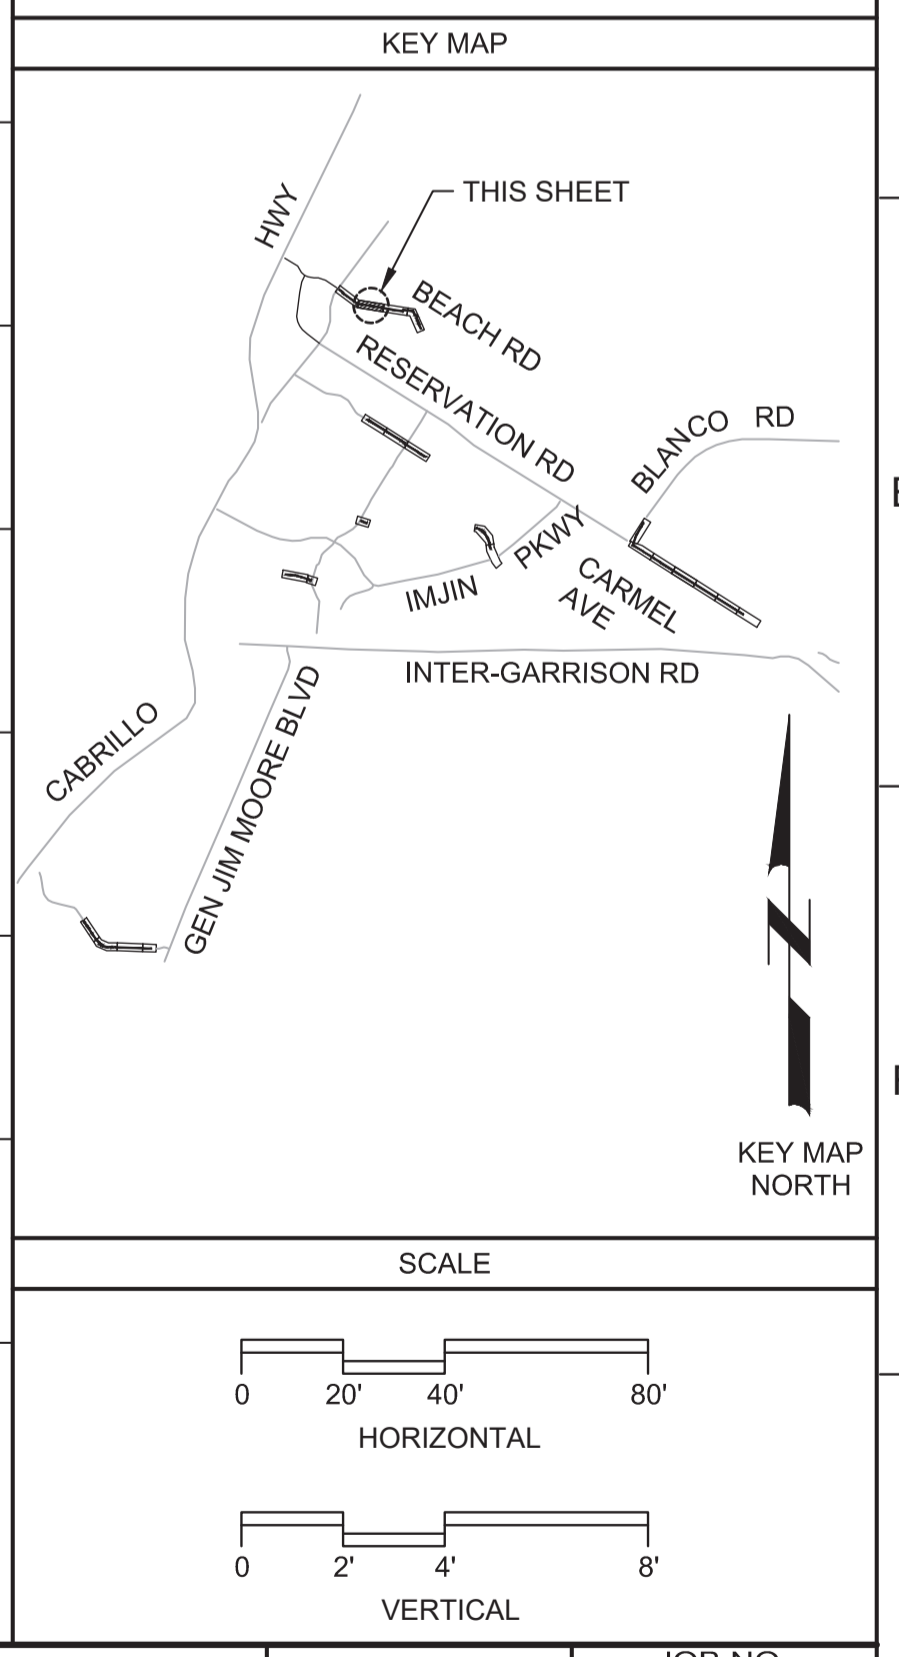 KEY MAP
THIS SHEET
HWY
BEACH RD
RESERVATION RD
BLANCO RD
IMJIN PKWY
CARMEL
AVE
INTER-GARRISON RD
CABRILLO
GEN JIM MOORE BLVD
N
KEY MAP
NORTH
SCALE
0 20' 40' 80'
HORIZONTAL
0 2' 4' 8'
VERTICAL